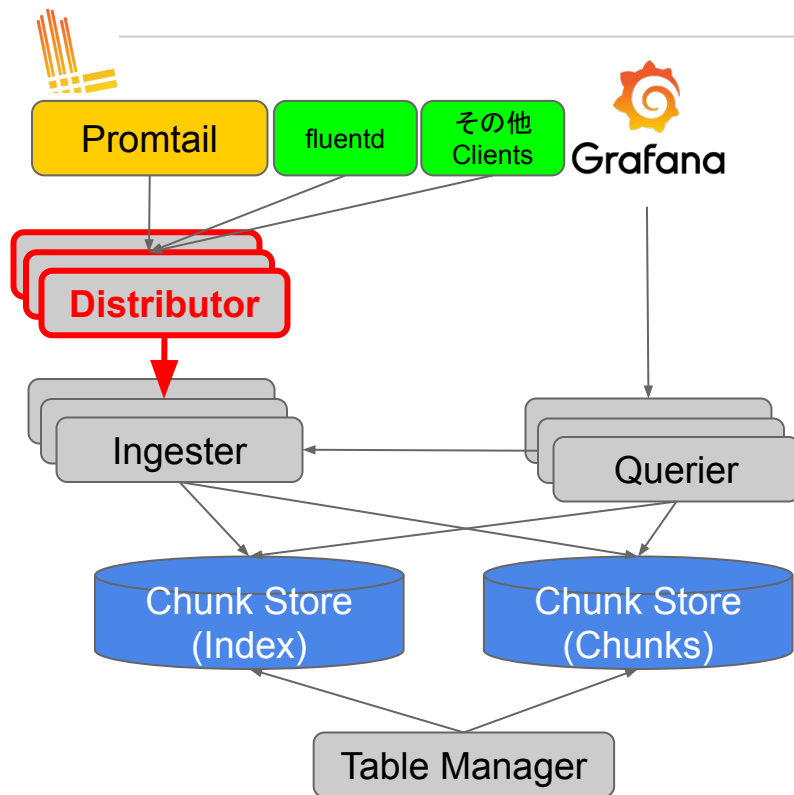 Promtail
fluentd
その他
Clients
Grafana
Distributor
Ingester
Querier
Chunk Store
(Index)
Chunk Store
(Chunks)
Table Manager